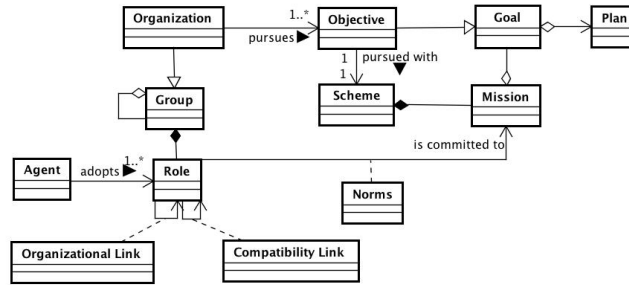 Organization
1..*
Objective
Goal
Plan
pursues
1
pursued with
1
Group
Scheme
Mission
is committed to
Agent
adopts
1..*
Role
Norms
Organizational Link
Compatibility Link